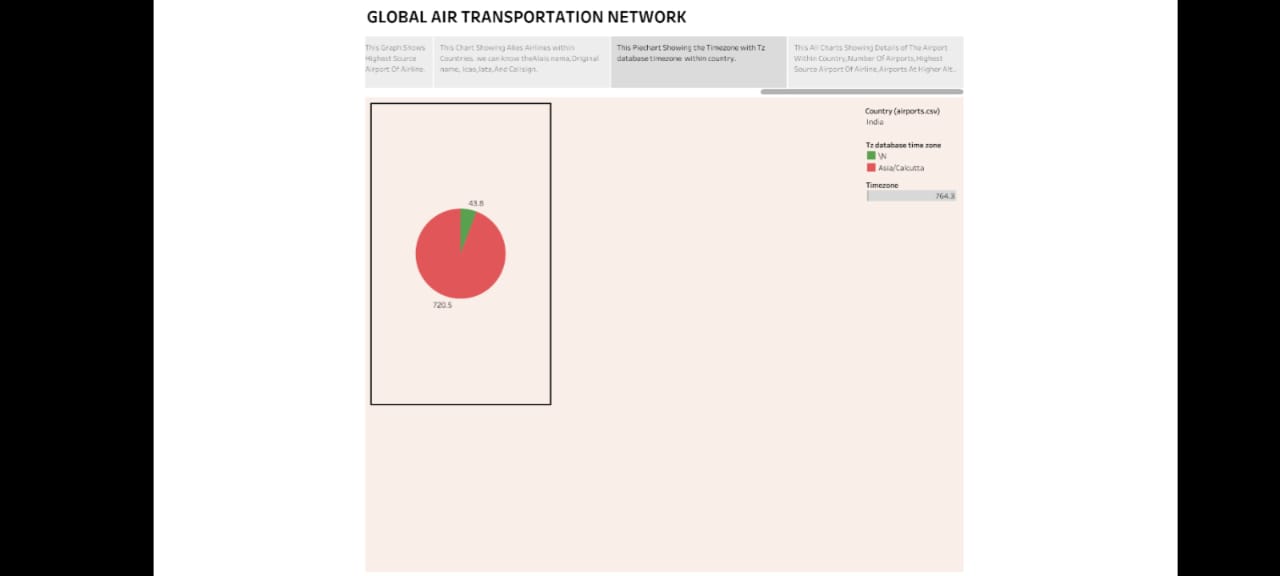 GLOBAL AIR TRANSPORTATION NETWORK
This Graph Shows
Highest Source
Airport Of Airline.
This Chart Showing Alies Airlines within
Countries. we can know theAlais nema,Original
name, Icao,Iata,And Callsign.
This Piechart Showing the Timezone with Tz
database timezone within country.
This All Charts Showing Details of The Airport
Within Country,Number Of Airports,Highest
Source Airport Of Airline,Airports At Higher Alt..
Country (airports.csv)
India
Tz database time zone
\N
Asia/Calcutta
Timezone
764.3
43.8
720.5